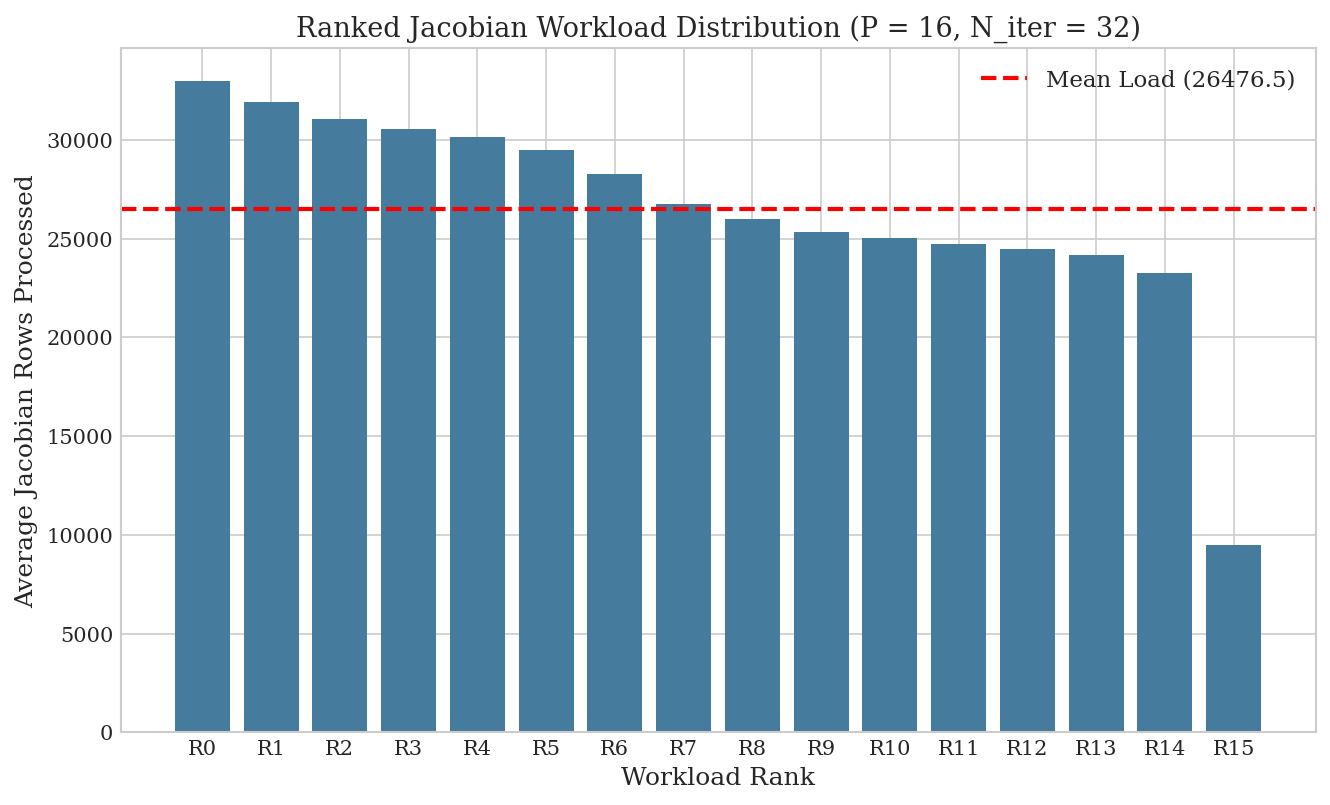 Ranked Jacobian Workload Distribution (P = 16, N_iter = 32)
Mean Load (26476.5)
Average Jacobian Rows Processed
30000
25000
20000
15000
10000
5000
0
R0 R1 R2 R3 R4 R5 R6 R7 R8 R9 R10 R11 R12 R13 R14 R15
Workload Rank